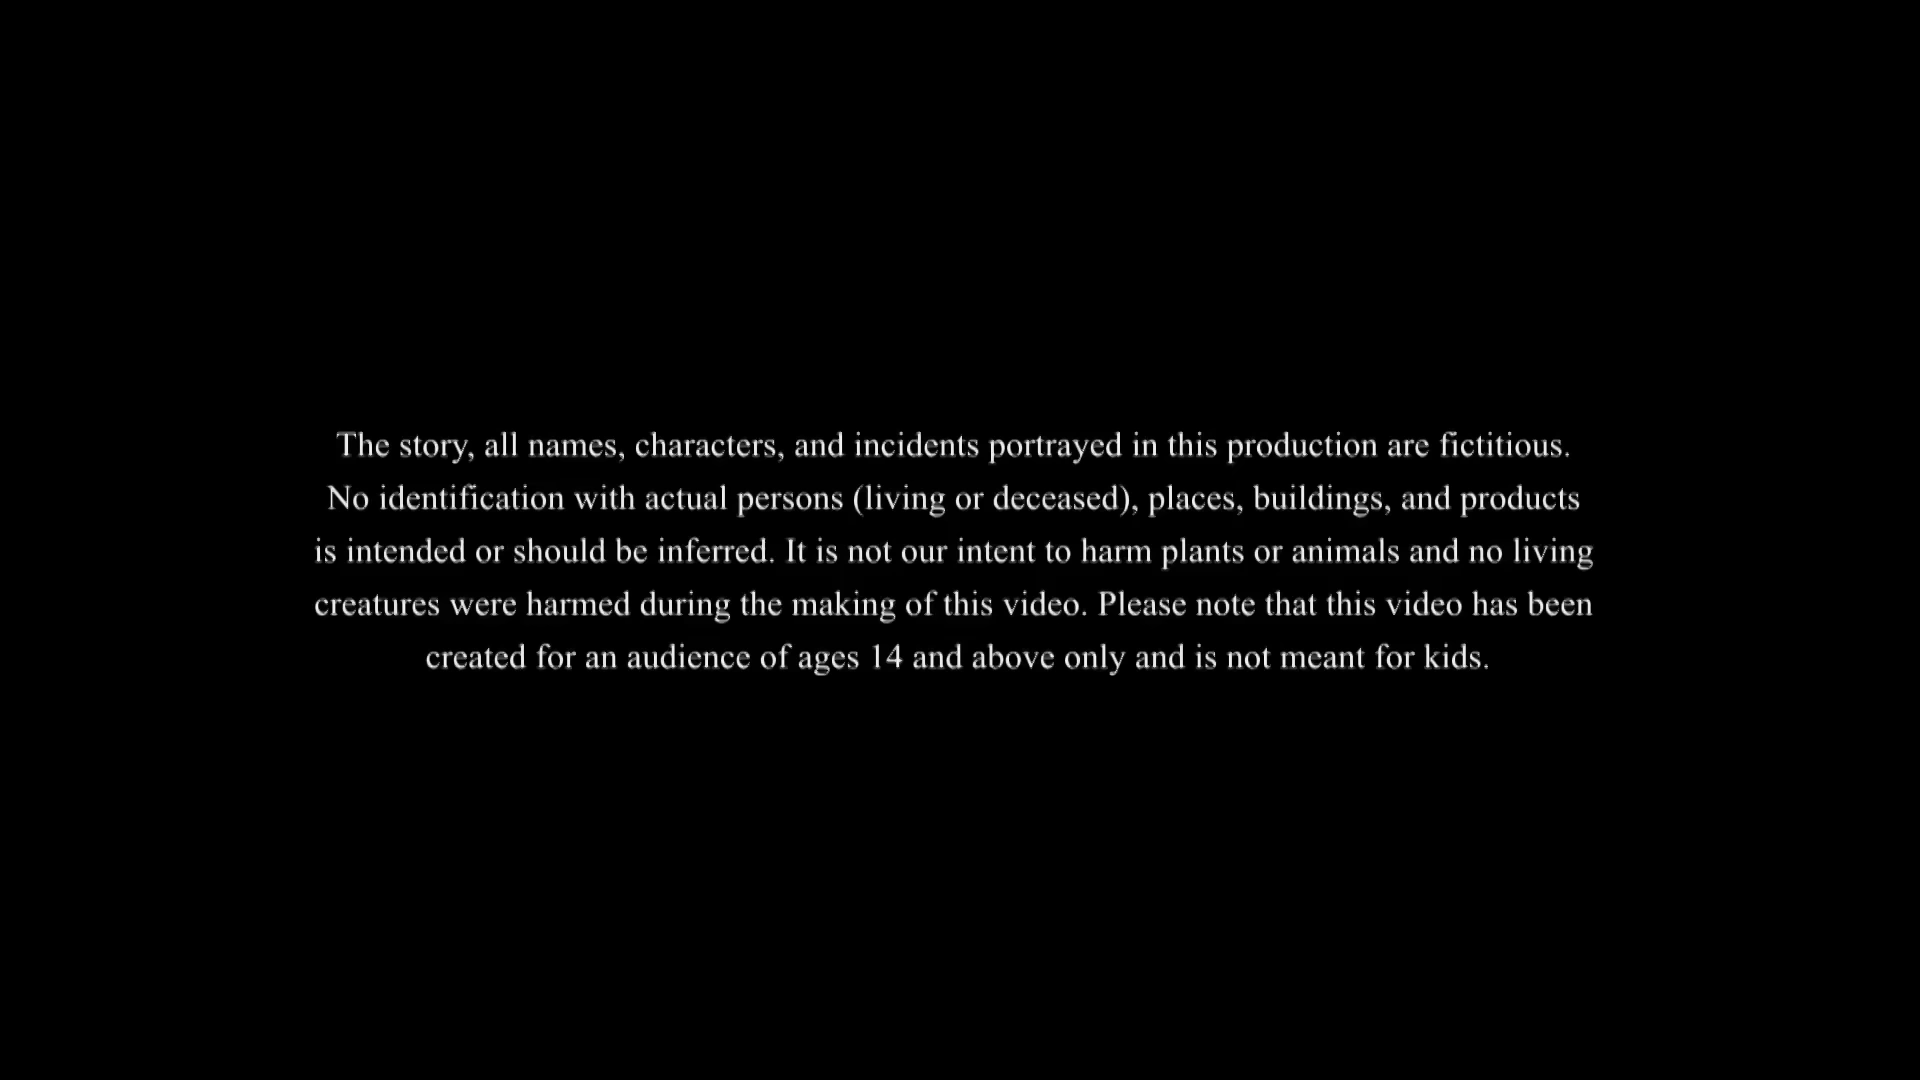 The story, all names, characters, and incidents portrayed in this production are fictitious.
No identification with actual persons (living or deceased), places, buildings, and products
is intended or should be inferred. It is not our intent to harm plants or animals and no living
creatures were harmed during the making of this video. Please note that this video has been
created for an audience of ages 14 and above only and is not meant for kids.